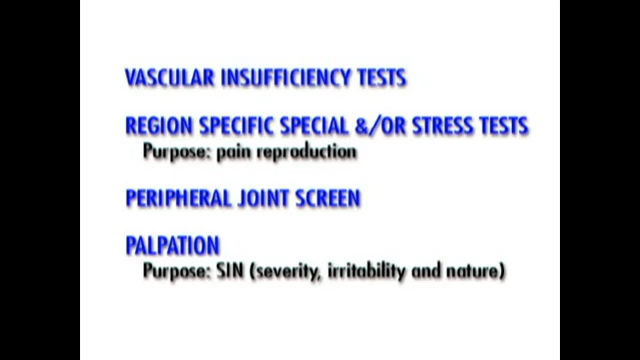 VASCULAR INSUFFICIENCY TESTS
REGION SPECIFIC SPECIAL &/OR STRESS TESTS
Purpose: pain reproduction
PERIPHERAL JOINT SCREEN
PALPATION
Purpose: SIN (severity, irritability and nature)